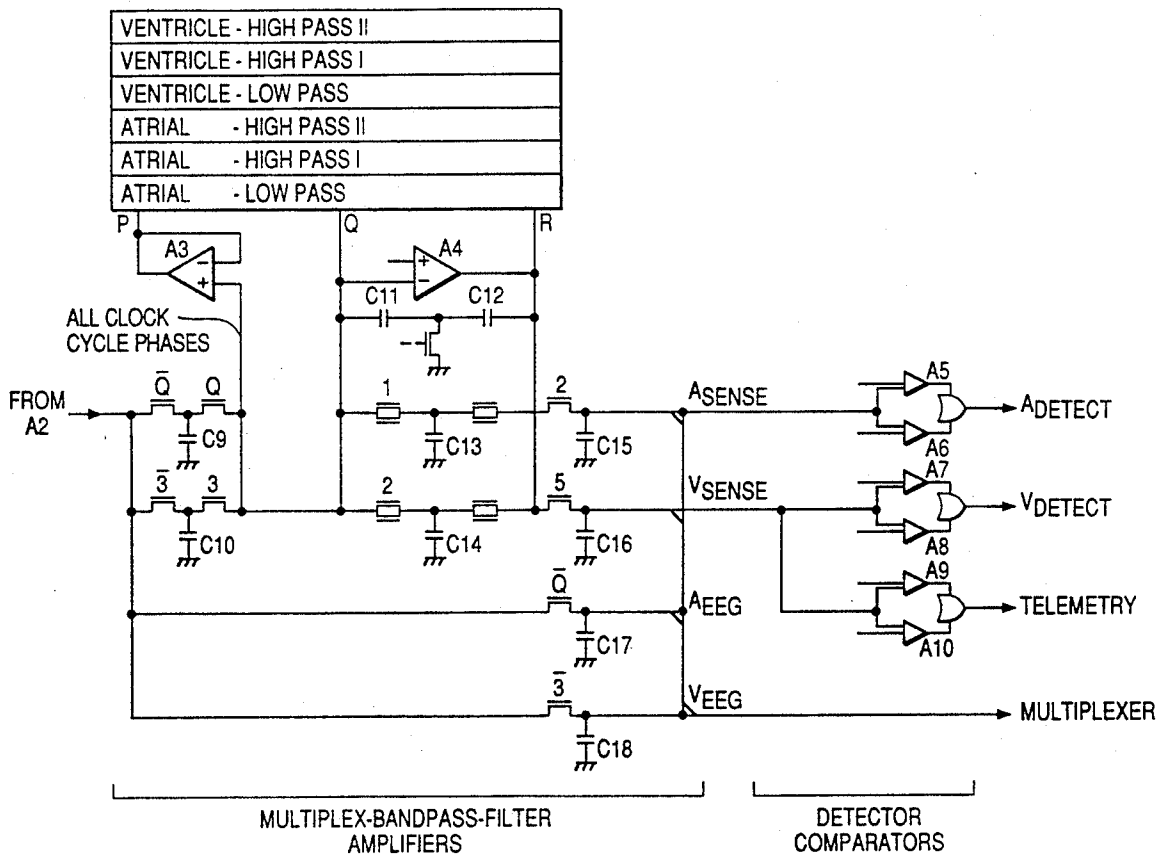 VENTRICLE - HIGH PASS II
VENTRICLE - HIGH PASS I
VENTRICLE - LOW PASS
ATRIAL - HIGH PASS II
ATRIAL - HIGH PASS I
ATRIAL - LOW PASS
P Q R
A3 A4
- +
+ -
C11 C12
ALL CLOCK
CYCLE PHASES
FROM
A2
Q̅ Q 1 2 ASENSE A5 ADETECT
C9 C13 C15 A6
3̅ 3 2 5 VSENSE A7 VDETECT
C10 C14 C16 A8
Q̅ AEEG A9 TELEMETRY
C17 A10
3̅ VEEG MULTIPLEXER
C18
MULTIPLEX-BANDPASS-FILTER
AMPLIFIERS
DETECTOR
COMPARATORS